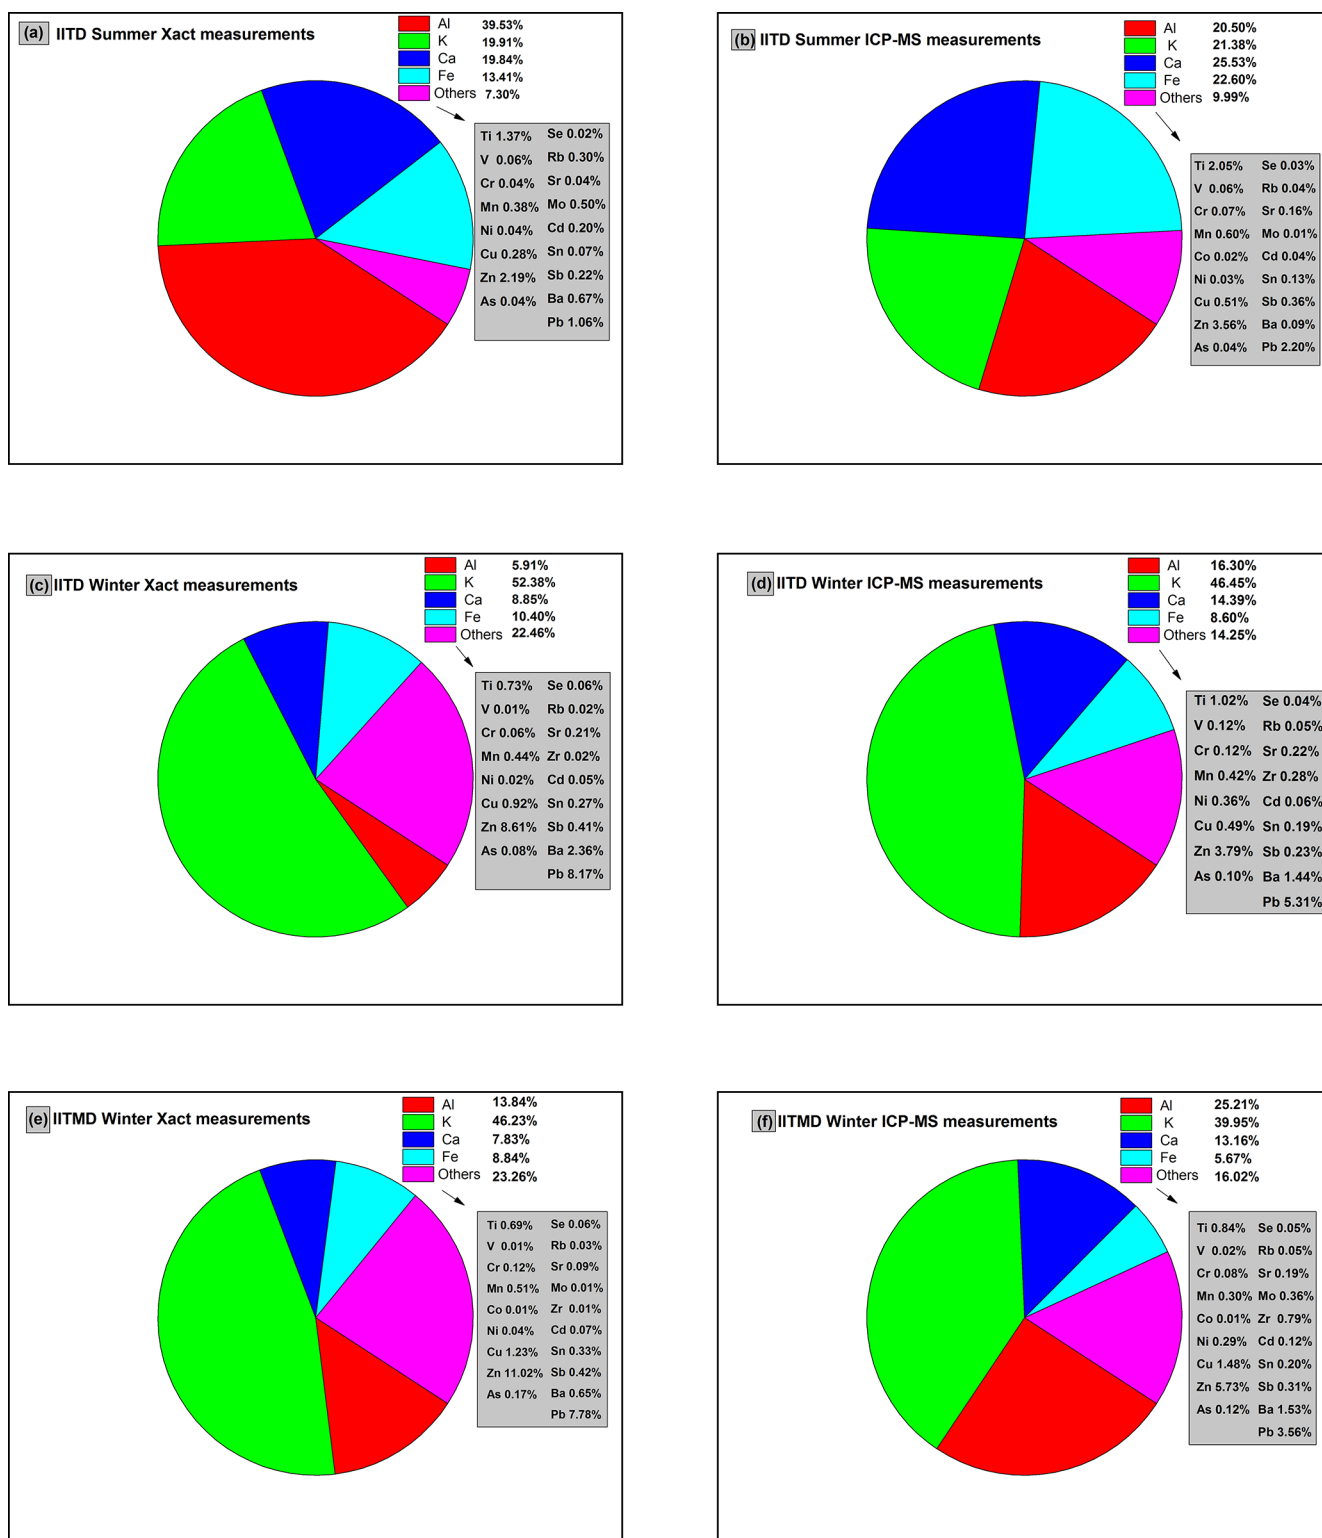 (a) IITD Summer Xact measurements
Al 39.53%
K 19.91%
Ca 19.84%
Fe 13.41%
Others 7.30%
Ti 1.37% Se 0.02%
V 0.06% Rb 0.30%
Cr 0.04% Sr 0.04%
Mn 0.38% Mo 0.50%
Ni 0.04% Cd 0.20%
Cu 0.28% Sn 0.07%
Zn 2.19% Sb 0.22%
As 0.04% Ba 0.67%
Pb 1.06%
(b) IITD Summer ICP-MS measurements
Al 20.50%
K 21.38%
Ca 25.53%
Fe 22.60%
Others 9.99%
Ti 2.05% Se 0.03%
V 0.06% Rb 0.04%
Cr 0.07% Sr 0.16%
Mn 0.60% Mo 0.01%
Co 0.02% Cd 0.04%
Ni 0.03% Sn 0.13%
Cu 0.51% Sb 0.36%
Zn 3.56% Ba 0.09%
As 0.04% Pb 2.20%
(c) IITD Winter Xact measurements
Al 5.91%
K 52.38%
Ca 8.85%
Fe 10.40%
Others 22.46%
Ti 0.73% Se 0.06%
V 0.01% Rb 0.02%
Cr 0.06% Sr 0.21%
Mn 0.44% Zr 0.02%
Ni 0.02% Cd 0.05%
Cu 0.92% Sn 0.27%
Zn 8.61% Sb 0.41%
As 0.08% Ba 2.36%
Pb 8.17%
(d) IITD Winter ICP-MS measurements
Al 16.30%
K 46.45%
Ca 14.39%
Fe 8.60%
Others 14.25%
Ti 1.02% Se 0.04%
V 0.12% Rb 0.05%
Cr 0.12% Sr 0.22%
Mn 0.42% Zr 0.28%
Ni 0.36% Cd 0.06%
Cu 0.49% Sn 0.19%
Zn 3.79% Sb 0.23%
As 0.10% Ba 1.44%
Pb 5.31%
(e) IITMD Winter Xact measurements
Al 13.84%
K 46.23%
Ca 7.83%
Fe 8.84%
Others 23.26%
Ti 0.69% Se 0.06%
V 0.01% Rb 0.03%
Cr 0.12% Sr 0.09%
Mn 0.51% Mo 0.01%
Co 0.01% Zr 0.01%
Ni 0.04% Cd 0.07%
Cu 1.23% Sn 0.33%
Zn 11.02% Sb 0.42%
As 0.17% Ba 0.65%
Pb 7.78%
(f) IITMD Winter ICP-MS measurements
Al 25.21%
K 39.95%
Ca 13.16%
Fe 5.67%
Others 16.02%
Ti 0.84% Se 0.05%
V 0.02% Rb 0.05%
Cr 0.08% Sr 0.19%
Mn 0.30% Mo 0.36%
Co 0.01% Zr 0.79%
Ni 0.29% Cd 0.12%
Cu 1.48% Sn 0.20%
Zn 5.73% Sb 0.31%
As 0.12% Ba 1.53%
Pb 3.56%